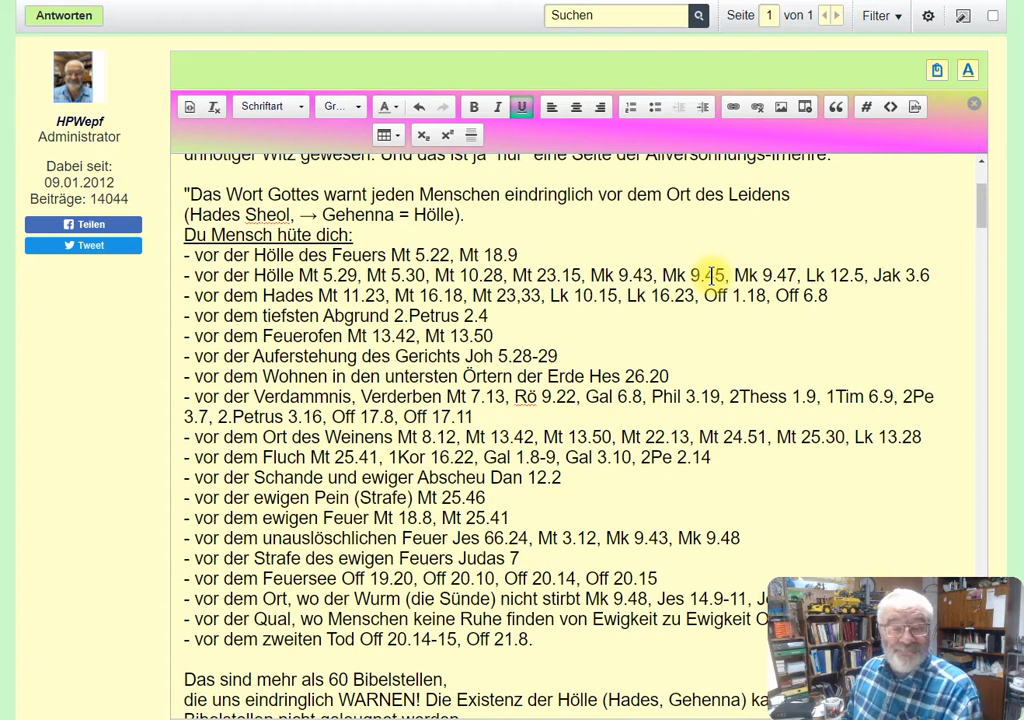 Antworten
Suchen
Seite 1 von 1
Filter
HPWepf
Administrator
Dabei seit:
09.01.2012
Beiträge: 14044
Teilen
Tweet
Schriftart
Gr...
unnötiger Witz gewesen. Und das ist ja "nur" eine Seite der Allversöhnungs-Irrlehre.
"Das Wort Gottes warnt jeden Menschen eindringlich vor dem Ort des Leidens
(Hades Sheol, → Gehenna = Hölle).
Du Mensch hüte dich:
- vor der Hölle des Feuers Mt 5.22, Mt 18.9
- vor der Hölle Mt 5.29, Mt 5.30, Mt 10.28, Mt 23.15, Mk 9.43, Mk 9.45, Mk 9.47, Lk 12.5, Jak 3.6
- vor dem Hades Mt 11.23, Mt 16.18, Mt 23,33, Lk 10.15, Lk 16.23, Off 1.18, Off 6.8
- vor dem tiefsten Abgrund 2.Petrus 2.4
- vor dem Feuerofen Mt 13.42, Mt 13.50
- vor der Auferstehung des Gerichts Joh 5.28-29
- vor dem Wohnen in den untersten Örtern der Erde Hes 26.20
- vor der Verdammnis, Verderben Mt 7.13, Rö 9.22, Gal 6.8, Phil 3.19, 2Thess 1.9, 1Tim 6.9, 2Pe
3.7, 2.Petrus 3.16, Off 17.8, Off 17.11
- vor dem Ort des Weinens Mt 8.12, Mt 13.42, Mt 13.50, Mt 22.13, Mt 24.51, Mt 25.30, Lk 13.28
- vor dem Fluch Mt 25.41, 1Kor 16.22, Gal 1.8-9, Gal 3.10, 2Pe 2.14
- vor der Schande und ewiger Abscheu Dan 12.2
- vor der ewigen Pein (Strafe) Mt 25.46
- vor dem ewigen Feuer Mt 18.8, Mt 25.41
- vor dem unauslöschlichen Feuer Jes 66.24, Mt 3.12, Mk 9.43, Mk 9.48
- vor der Strafe des ewigen Feuers Judas 7
- vor dem Feuersee Off 19.20, Off 20.10, Off 20.14, Off 20.15
- vor dem Ort, wo der Wurm (die Sünde) nicht stirbt Mk 9.48, Jes 14.9-11,
- vor der Qual, wo Menschen keine Ruhe finden von Ewigkeit zu Ewigkeit
- vor dem zweiten Tod Off 20.14-15, Off 21.8.
Das sind mehr als 60 Bibelstellen,
die uns eindringlich WARNEN! Die Existenz der Hölle (Hades, Gehenna)
Bibelstellen nicht geleugnet werden